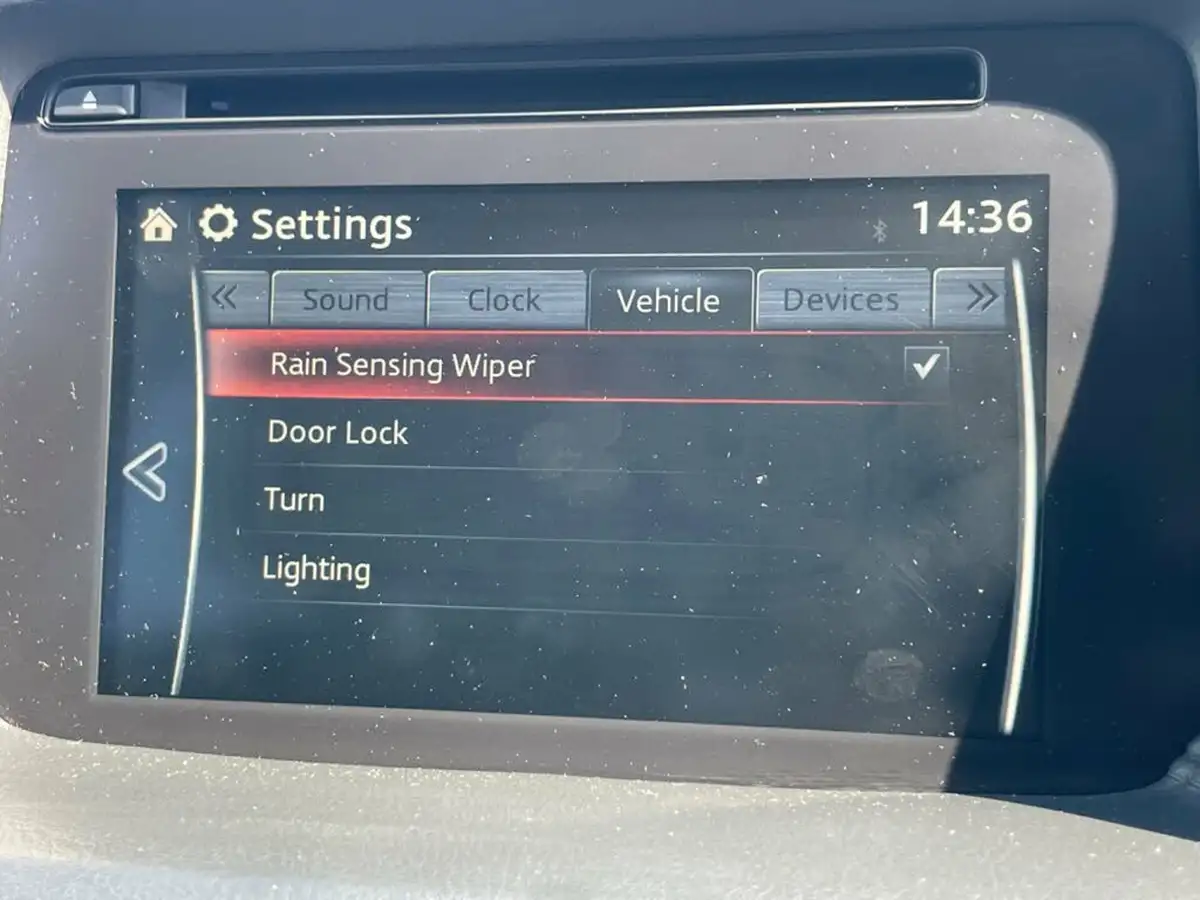 Settings 14:36
« Sound Clock Vehicle Devices »
Rain Sensing Wiper
Door Lock
Turn
Lighting